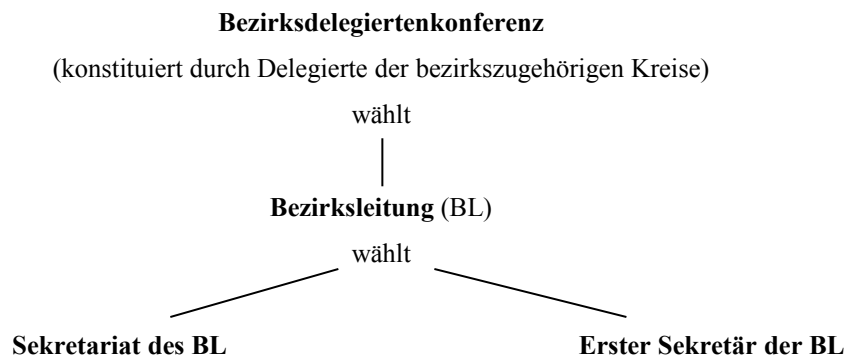 Bezirksdelegiertenkonferenz
(konstituiert durch Delegierte der bezirkszugehörigen Kreise)
wählt
Bezirksleitung (BL)
wählt
Sekretariat des BL Erster Sekretär der BL